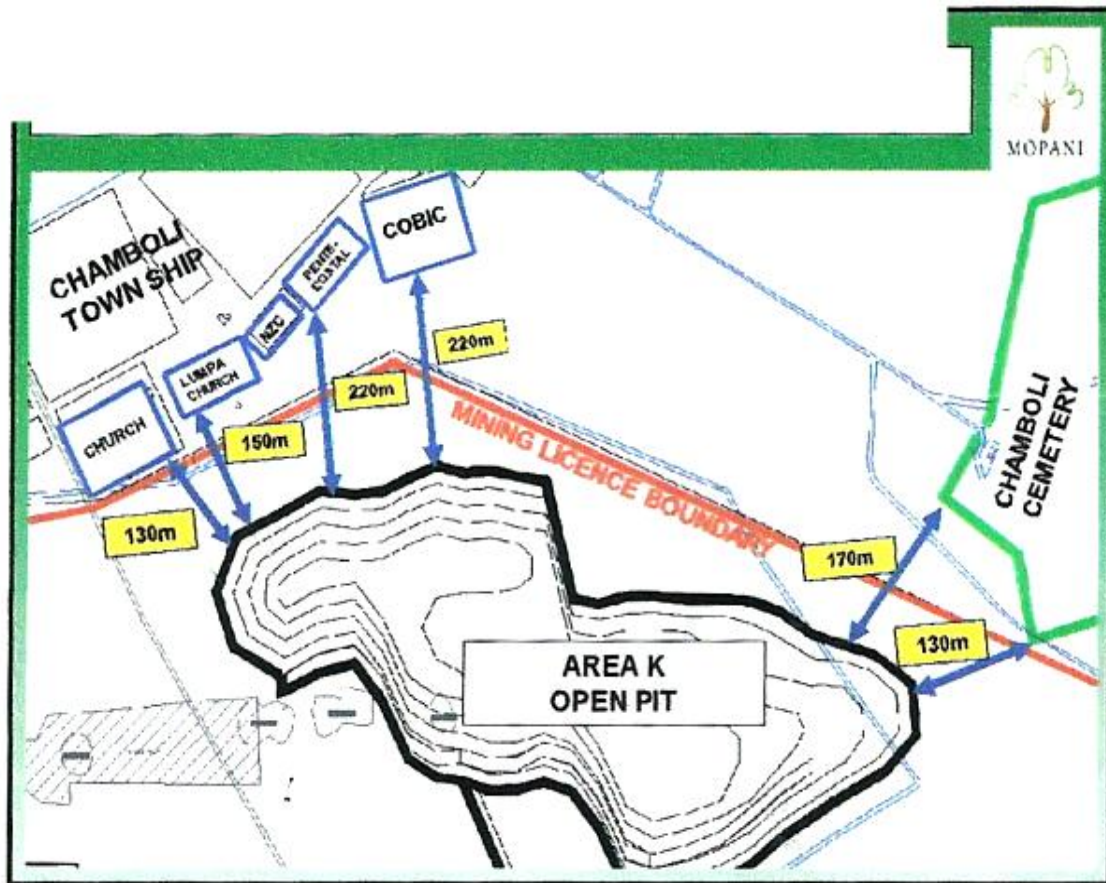 MOPANI
CHAMBOLI
TOWN SHIP
COBIC
PENTE-
COSTAL
NZC
LUMPA
CHURCH
CHURCH
220m
220m
150m
130m
MINING LICENCE BOUNDARY
CHAMBOLI
CEMETERY
170m
130m
AREA K
OPEN PIT